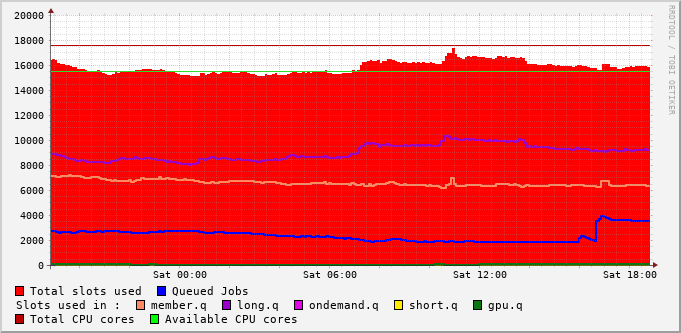 20000
18000
16000
14000
12000
10000
8000
6000
4000
2000
0
Sat 00:00 Sat 06:00 Sat 12:00 Sat 18:00
Total slots used Queued Jobs
Slots used in : member.q long.q ondemand.q short.q gpu.q
Total CPU cores Available CPU cores
RRDTOOL / TOBI OETIKER